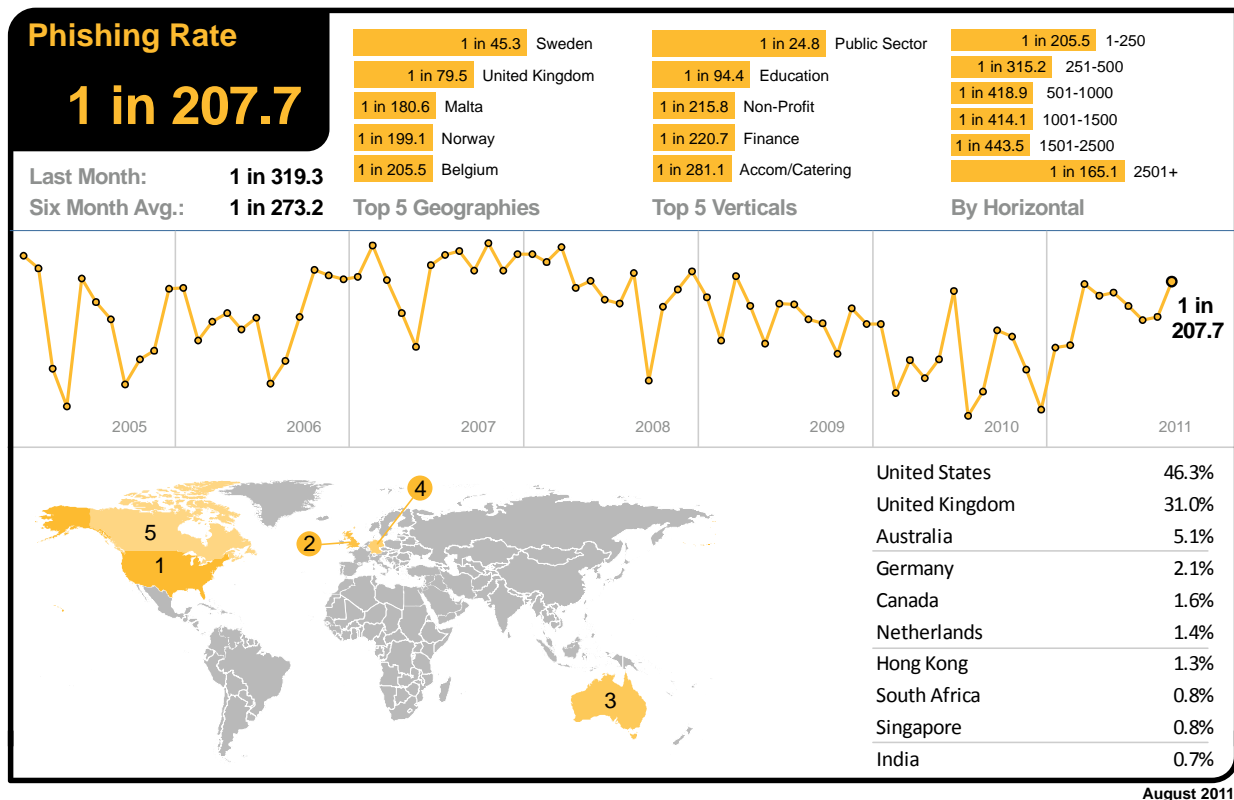 Phishing Rate
1 in 207.7
Last Month: 1 in 319.3
Six Month Avg.: 1 in 273.2
1 in 45.3 Sweden
1 in 79.5 United Kingdom
1 in 180.6 Malta
1 in 199.1 Norway
1 in 205.5 Belgium
Top 5 Geographies
1 in 24.8 Public Sector
1 in 94.4 Education
1 in 215.8 Non-Profit
1 in 220.7 Finance
1 in 281.1 Accom/Catering
Top 5 Verticals
1 in 205.5 1-250
1 in 315.2 251-500
1 in 418.9 501-1000
1 in 414.1 1001-1500
1 in 443.5 1501-2500
1 in 165.1 2501+
By Horizontal
1 in
207.7
2005 2006 2007 2008 2009 2010 2011
4
5
2
1
3
United States 46.3%
United Kingdom 31.0%
Australia 5.1%
Germany 2.1%
Canada 1.6%
Netherlands 1.4%
Hong Kong 1.3%
South Africa 0.8%
Singapore 0.8%
India 0.7%
August 2011